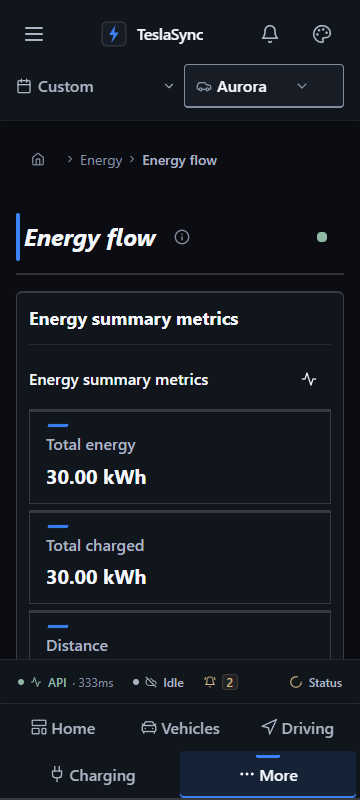 TeslaSync
Custom
Aurora
Energy
Energy flow
Energy flow
Energy summary metrics
Energy summary metrics
Total energy
30.00 kWh
Total charged
30.00 kWh
Distance
API · 333ms
Idle
2
Status
Home
Vehicles
Driving
Charging
More